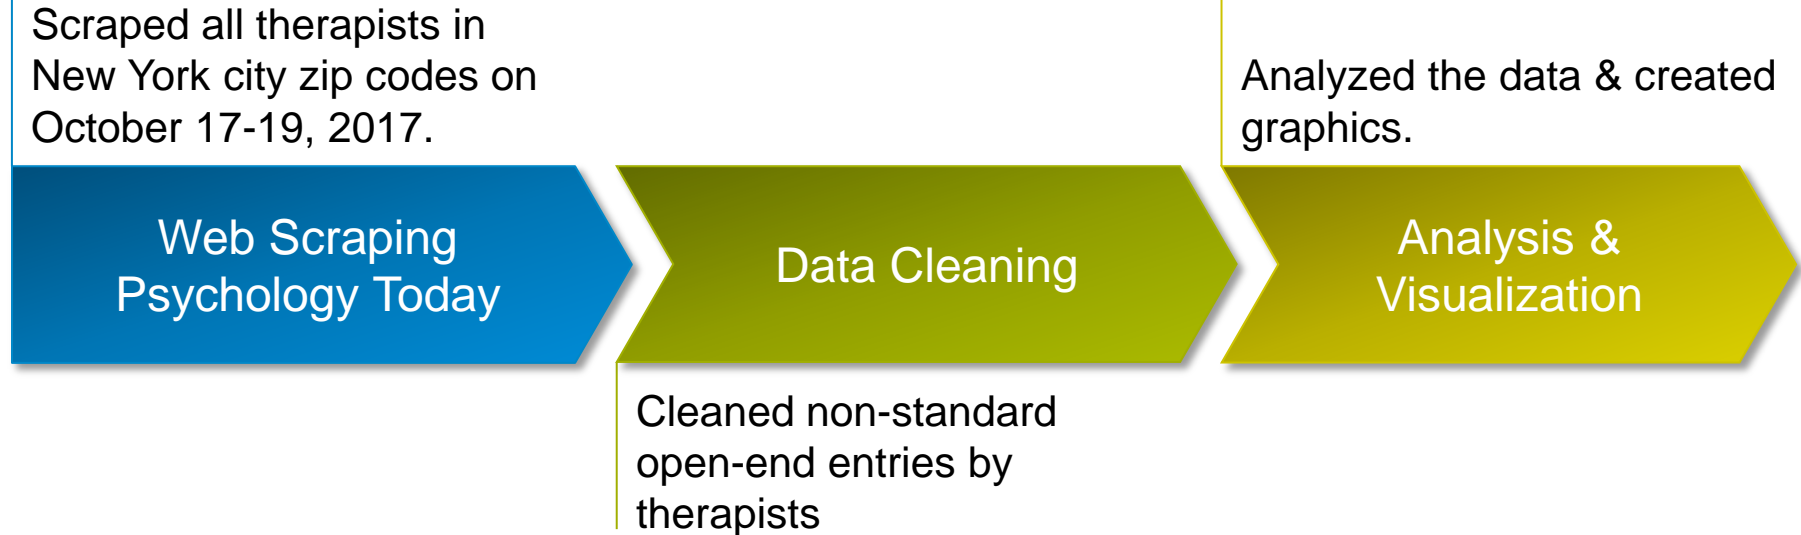 Scraped all therapists in
New York city zip codes on
October 17-19, 2017.
Web Scraping
Psychology Today
Data Cleaning
Cleaned non-standard
open-end entries by
therapists
Analyzed the data & created
graphics.
Analysis &
Visualization